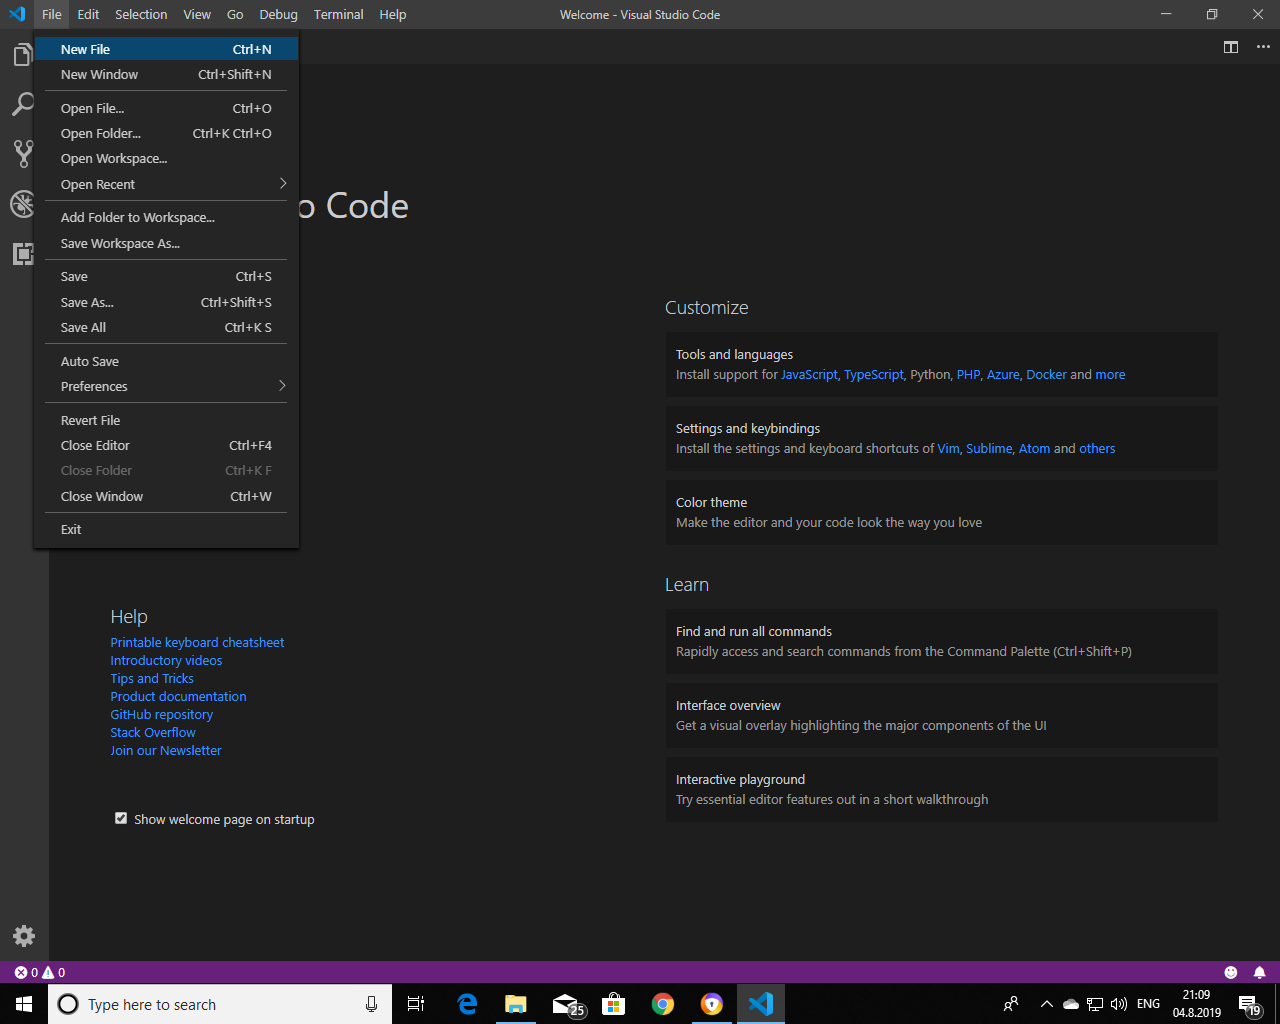 File Edit Selection View Go Debug Terminal Help
Welcome - Visual Studio Code
New File Ctrl+N
New Window Ctrl+Shift+N
Open File... Ctrl+O
Open Folder... Ctrl+K Ctrl+O
Open Workspace...
Open Recent
Add Folder to Workspace...
Save Workspace As...
Save Ctrl+S
Save As... Ctrl+Shift+S
Save All Ctrl+K S
Auto Save
Preferences
Revert File
Close Editor Ctrl+F4
Close Folder Ctrl+K F
Close Window Ctrl+W
Exit
o Code
Help
Printable keyboard cheatsheet
Introductory videos
Tips and Tricks
Product documentation
GitHub repository
Stack Overflow
Join our Newsletter
Show welcome page on startup
Customize
Tools and languages
Install support for JavaScript, TypeScript, Python, PHP, Azure, Docker and more
Settings and keybindings
Install the settings and keyboard shortcuts of Vim, Sublime, Atom and others
Color theme
Make the editor and your code look the way you love
Learn
Find and run all commands
Rapidly access and search commands from the Command Palette (Ctrl+Shift+P)
Interface overview
Get a visual overlay highlighting the major components of the UI
Interactive playground
Try essential editor features out in a short walkthrough
0 0
Type here to search
25
ENG
21:09
04.8.2019
19